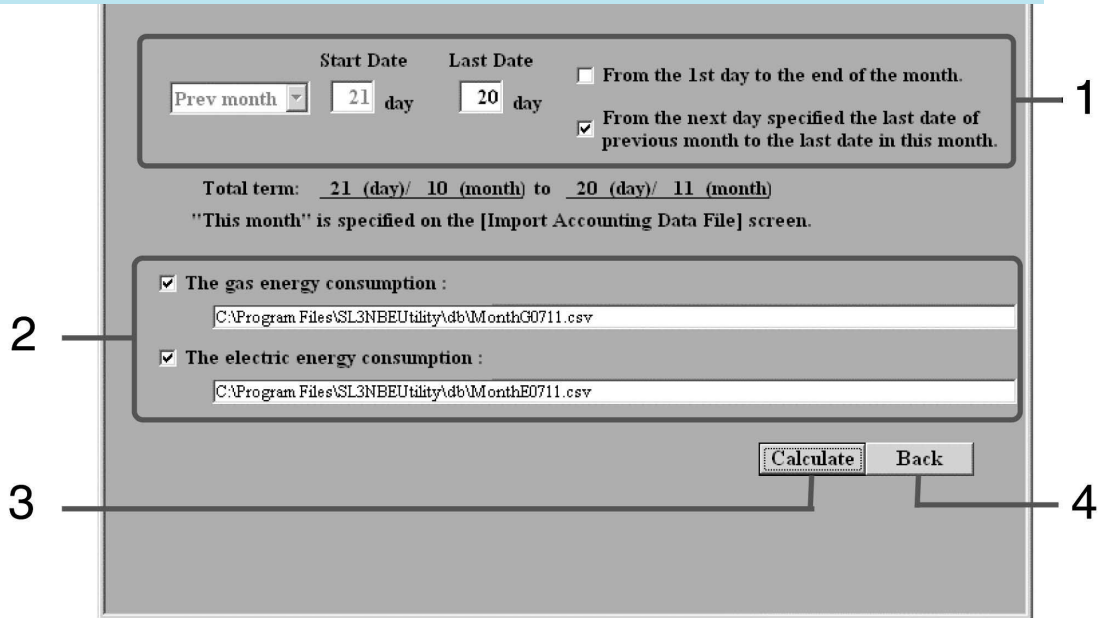 Start Date Last Date
Prev month 21 day 20 day
From the 1st day to the end of the month.
From the next day specified the last date of
previous month to the last date in this month.
1
Total term: 21 (day)/ 10 (month) to 20 (day)/ 11 (month)
"This month" is specified on the [Import Accounting Data File] screen.
2
The gas energy consumption :
C:\Program Files\SL3NBEUtility\db\MonthG0711.csv
The electric energy consumption :
C:\Program Files\SL3NBEUtility\db\MonthE0711.csv
Calculate Back
3
4